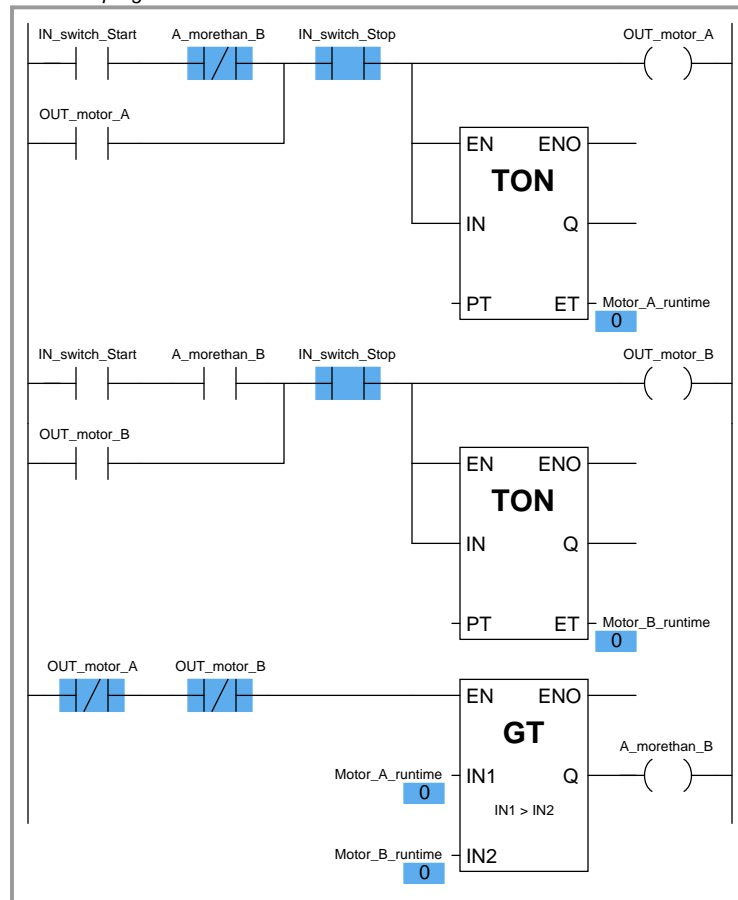 IN_switch_Start A_morethan_B IN_switch_Stop OUT_motor_A
OUT_motor_A
EN ENO
TON
IN Q
PT ET Motor_A_runtime
0
IN_switch_Start A_morethan_B IN_switch_Stop OUT_motor_B
OUT_motor_B
EN ENO
TON
IN Q
PT ET Motor_B_runtime
0
OUT_motor_A OUT_motor_B
EN ENO
GT
A_morethan_B
Motor_A_runtime IN1 Q
0
IN1 > IN2
Motor_B_runtime IN2
0